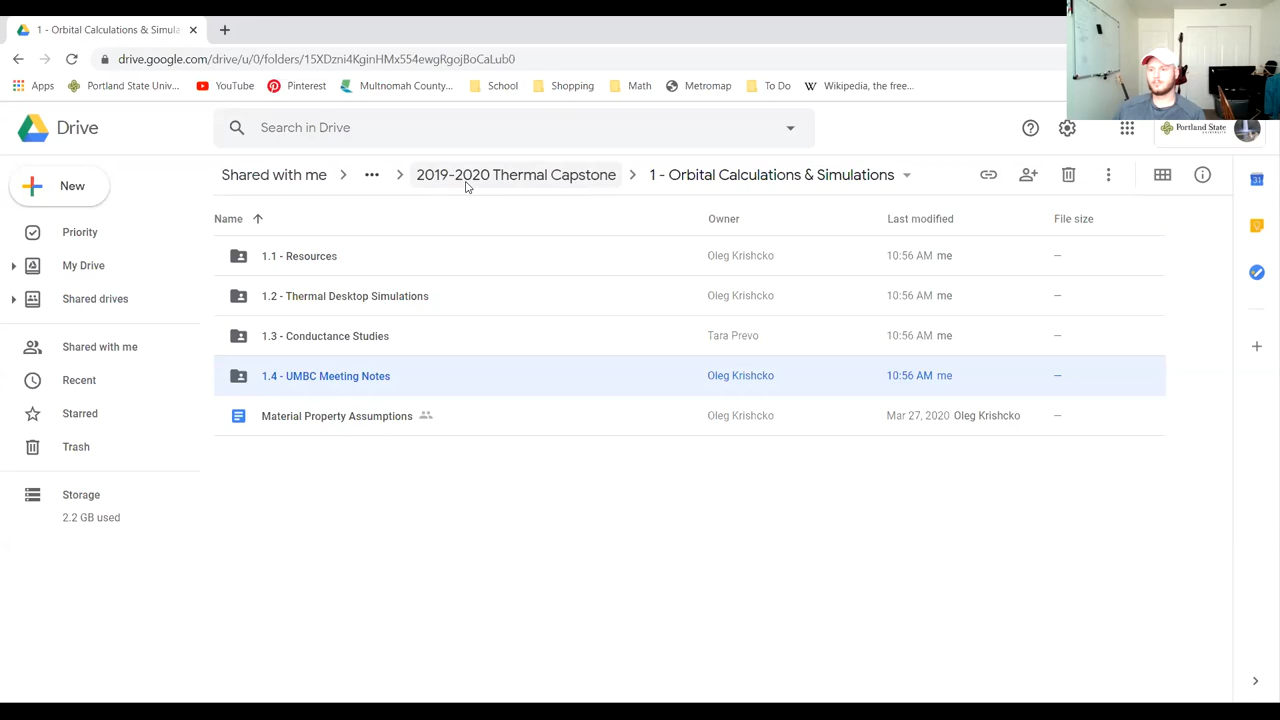 1 - Orbital Calculations & Simula
drive.google.com/drive/u/0/folders/15XDzni4KginHMx554ewgRgojBoCaLub0
Apps Portland State Univ... YouTube Pinterest Multnomah County... School Shopping Math Metromap To Do Wikipedia, the free...
Drive Search in Drive Portland State
New Shared with me > ... > 2019-2020 Thermal Capstone > 1 - Orbital Calculations & Simulations
Name Owner Last modified File size
Priority
My Drive
Shared drives
Shared with me
Recent
Starred
Trash
Storage
2.2 GB used
1.1 - Resources Oleg Krishcko 10:56 AM me —
1.2 - Thermal Desktop Simulations Oleg Krishcko 10:56 AM me —
1.3 - Conductance Studies Tara Prevo 10:56 AM me —
1.4 - UMBC Meeting Notes Oleg Krishcko 10:56 AM me —
Material Property Assumptions Oleg Krishcko Mar 27, 2020 Oleg Krishcko —
31